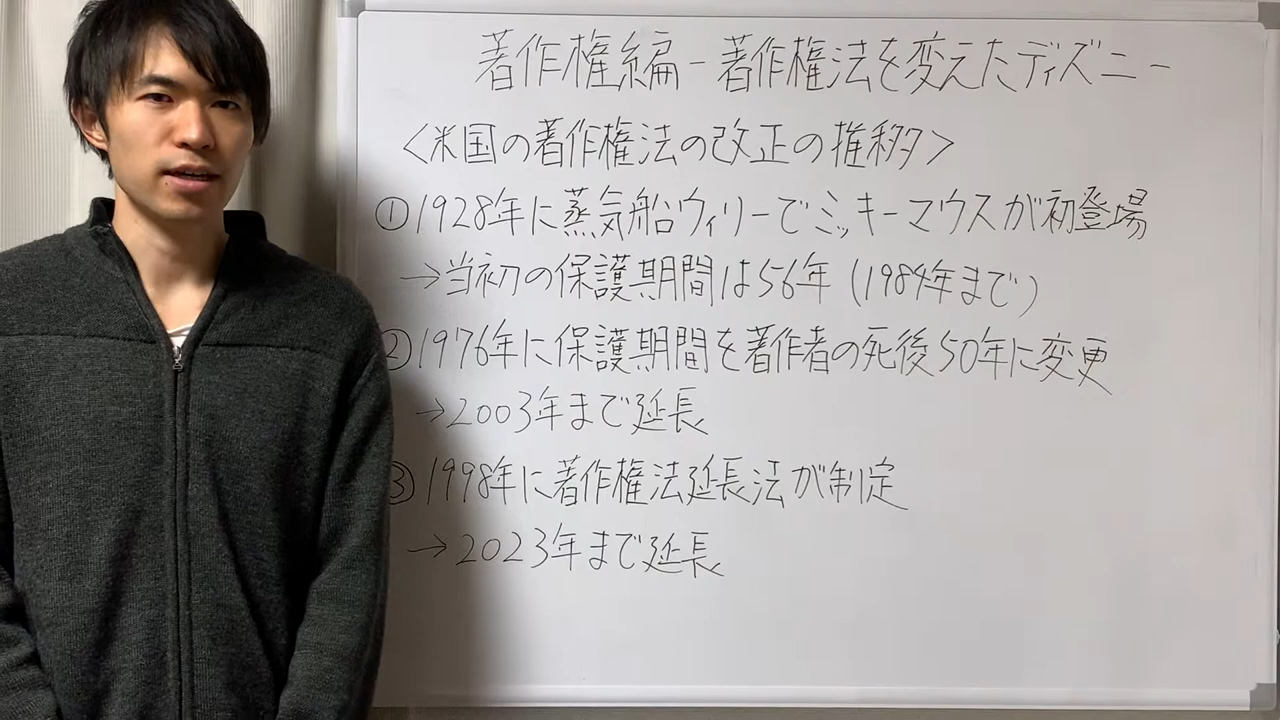 著作権編-著作権法を変えたディズニー
<米国の著作権法の改正の推移>
①1928年に蒸気船ウィリーでミッキーマウスが初登場
→当初の保護期間は56年(1984年まで)
②1976年に保護期間を著作者の死後50年に変更
→2003年まで延長
③1998年に著作権法延長法が制定
→2023年まで延長